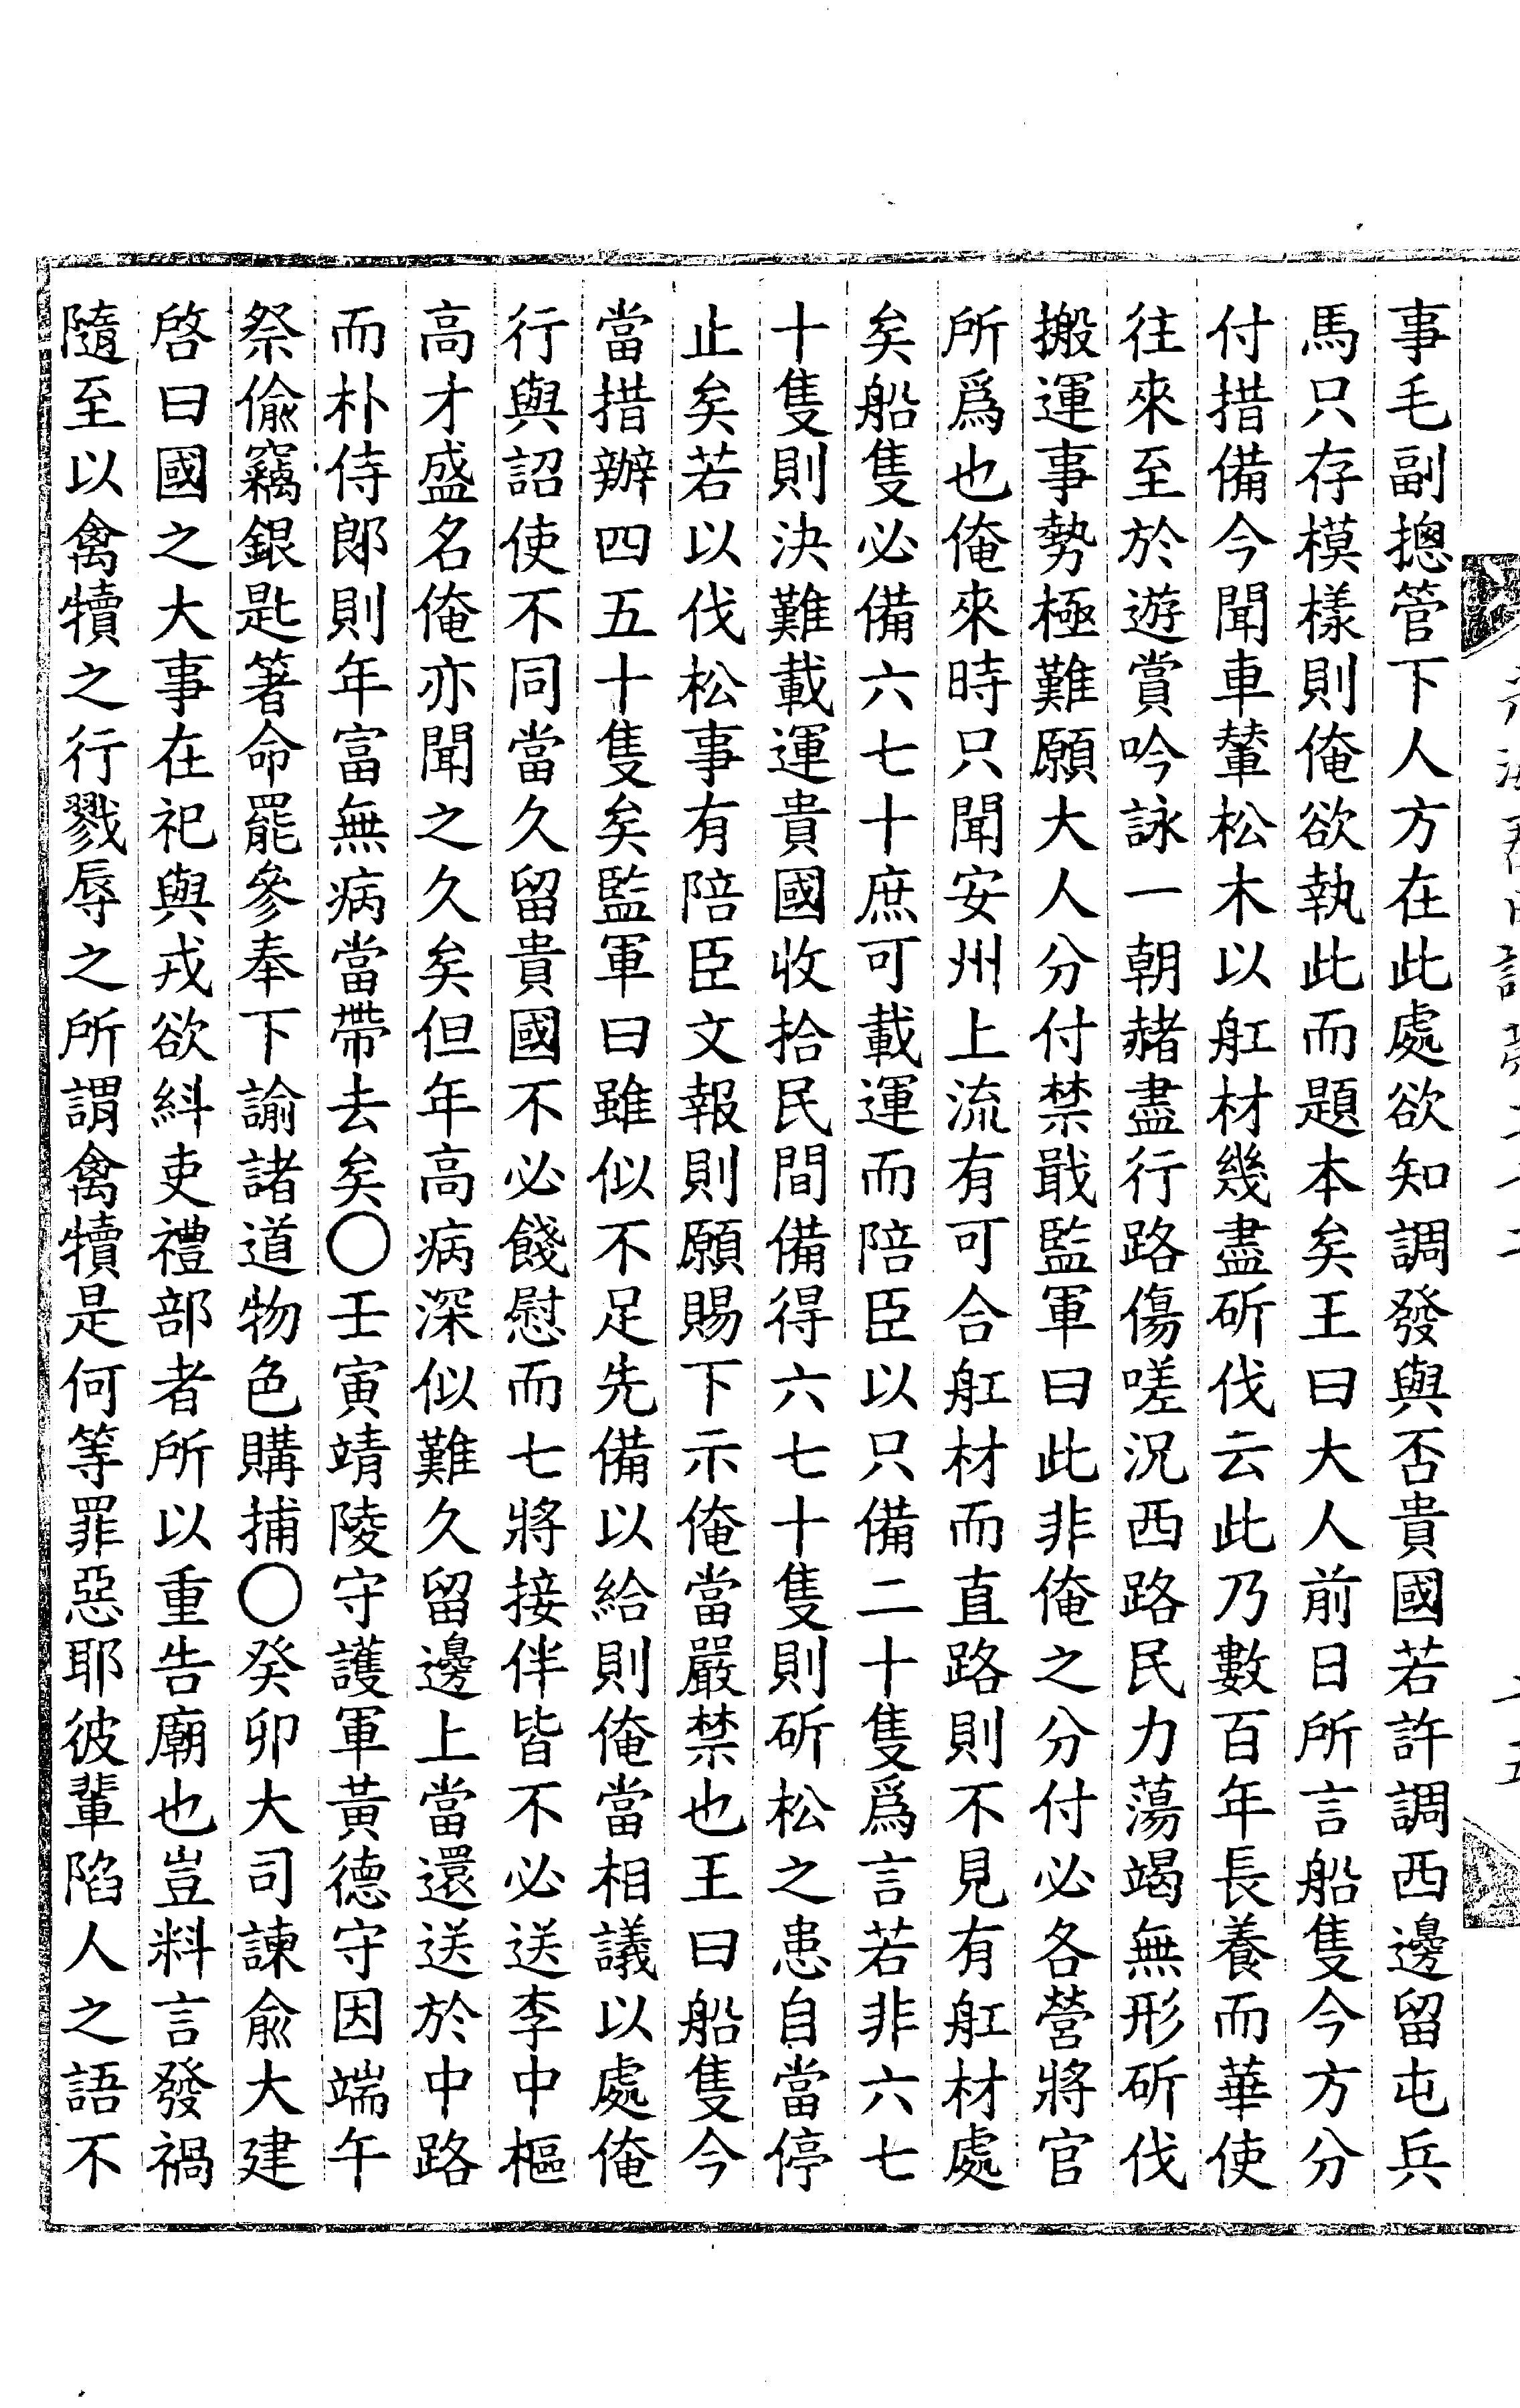 事毛副摠管下人方在此處欲知調發與否貴國若許調西邊留屯兵
馬只存模樣則俺欲執此而題本矣王曰大人前日所言船隻今方分
付措備今聞車輦松木以舡材幾盡斫伐云此乃數百年長養而華使
往來至於遊賞吟詠一朝赭盡行路傷嗟況西路民力蕩竭無形斫伐
搬運事勢極難願大人分付禁戢監軍曰此非俺之分付必各營將官
所爲也俺來時只聞安州上流有可合舡材而直路則不見有舡材處
矣船隻必備六七十庶可載運而陪臣以只備二十隻爲言若非六七
十隻則決難載運貴國收拾民間備得六七十隻則斫松之患自當停
止矣若以伐松事有陪臣文報則願賜下示俺當嚴禁也王曰船隻今
當措辦四五十隻矣監軍曰雖似不足先備以給則俺當相議以處俺
行與詔使不同當久留貴國不必餞慰而七將接伴皆不必送李中樞
高才盛名俺亦聞之久矣但年高病深似難久留邊上當還送於中路
而朴侍郞則年富無病當帶去矣○壬寅靖陵守護軍黃德守因端午
祭偸竊銀匙箸命罷參奉下諭諸道物色購捕○癸卯大司諫兪大建
啓曰國之大事在祀與戎欲糾吏禮部者所以重告廟也豈料言發禍
隨至以禽犢之行戮辱之所謂禽犢是何等罪惡耶彼輩陷人之語不